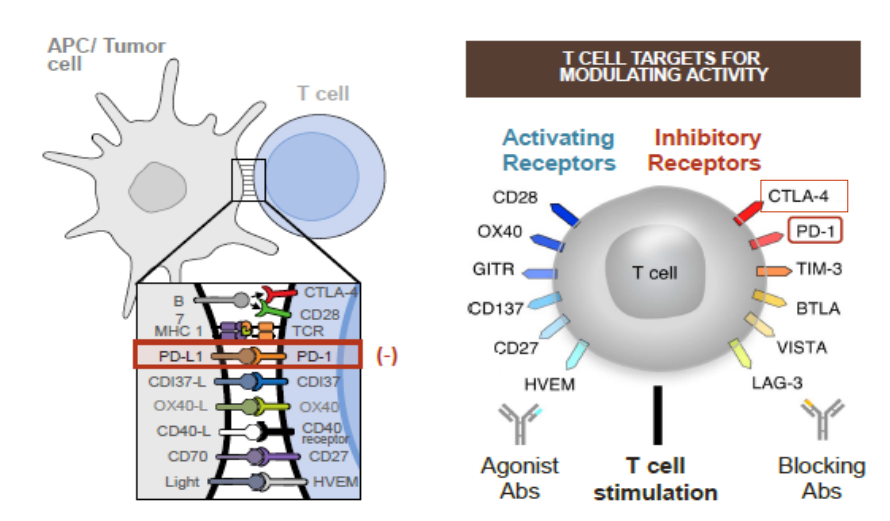 APC/ Tumor
cell
T cell
B
7
CTLA-4
CD28
MHC 1
TCR
PD-L1
PD-1
(-)
CDI37-L
CDI37
OX40-L
OX40
CD40-L
CD40
receptor
CD70
CD27
Light
HVEM
T CELL TARGETS FOR
MODULATING ACTIVITY
Activating
Receptors
Inhibitory
Receptors
CD28
OX40
GITR
CD137
CD27
HVEM
T cell
CTLA-4
PD-1
TIM-3
BTLA
VISTA
LAG-3
Agonist
Abs
T cell
stimulation
Blocking
Abs